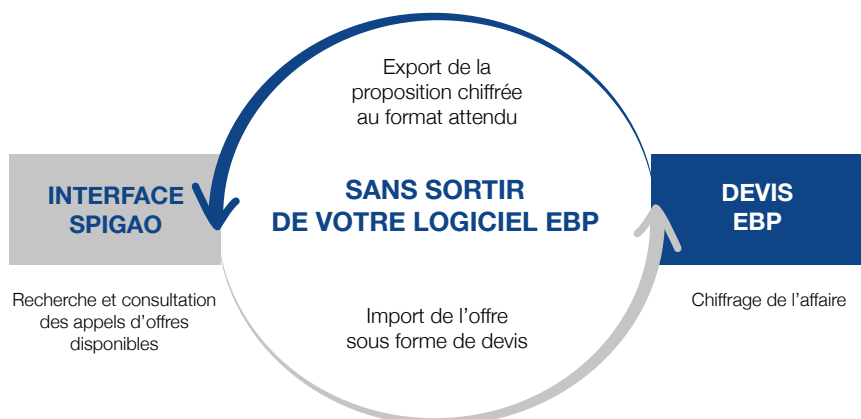 Export de la
proposition chiffrée
au format attendu
INTERFACE
SPIGAO
SANS SORTIR
DE VOTRE LOGICIEL EBP
DEVIS
EBP
Recherche et consultation
des appels d’offres
disponibles
Import de l’offre
sous forme de devis
Chiffrage de l’affaire